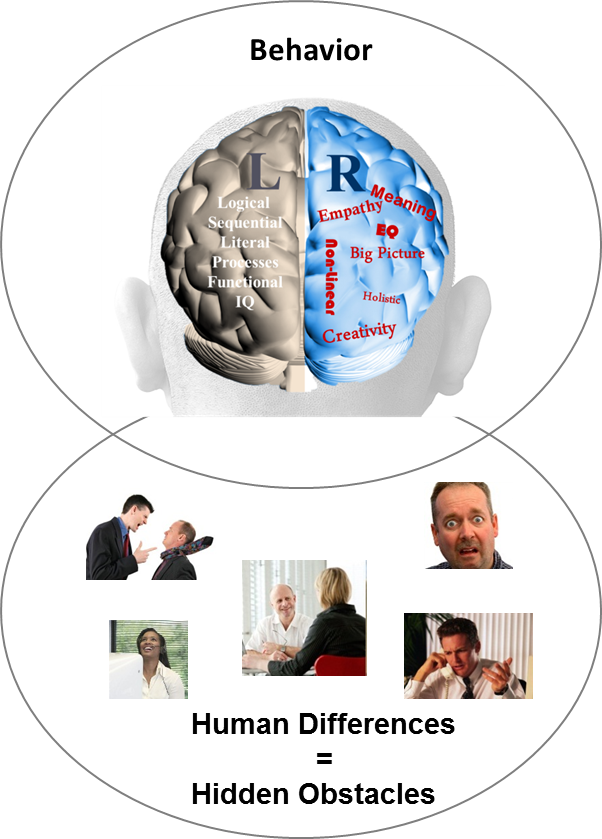 Behavior
L
R
Logical
Sequential
Literal
Processes
Functional
IQ
Meaning
Empathy
EQ
Big Picture
Non-linear
Holistic
Creativity
Human Differences
=
Hidden Obstacles